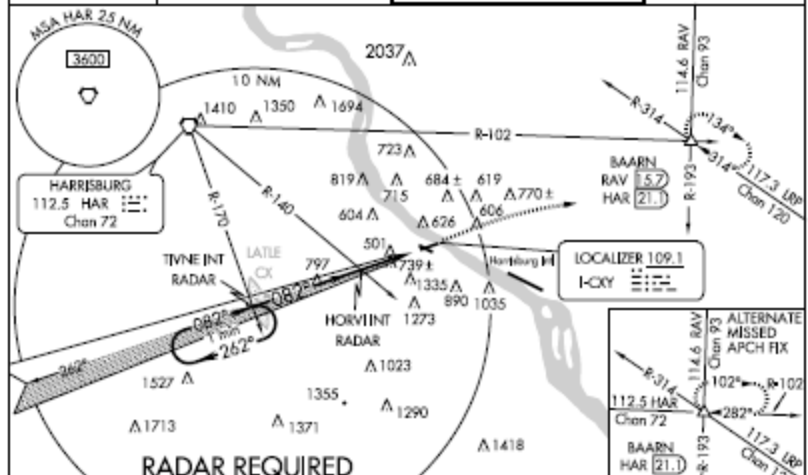 MSA HAR 25 NM
3600
2037
114.6 RAV
Chan 93
10 NM
1410
1350
1694
R-314
134°
314°
R-102
723
BAARN
RAV 15.7
HAR 21.1
R-193
117.3 LRP
Chan 120
HARRISBURG
112.5 HAR
Chan 72
819
715
684±
619
770±
R-170
R-140
604
626
606
TIVNE INT
RADAR
LATLE
CX
501
797
739±
Harrisburg Intl
LOCALIZER 109.1
I-CXY
082°
082°
1335
890
1035
1273
1 min
262°
HORVI INT
RADAR
262°
1527
1023
1355
1290
1713
1371
1418
RADAR REQUIRED
114.6 RAV
Chan 93
ALTERNATE
MISSED
APCH FIX
R-314
102°
R-102
112.5 HAR
Chan 72
282°
BAARN
HAR 21.1
R-193
117.3 LRP